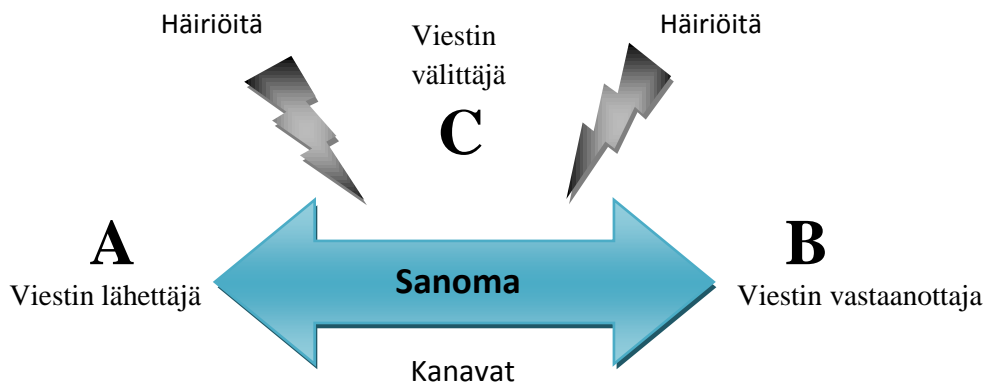 Häiriöitä
Viestin
välittäjä
Häiriöitä
C
A
Viestin lähettäjä
Sanoma
B
Viestin vastaanottaja
Kanavat